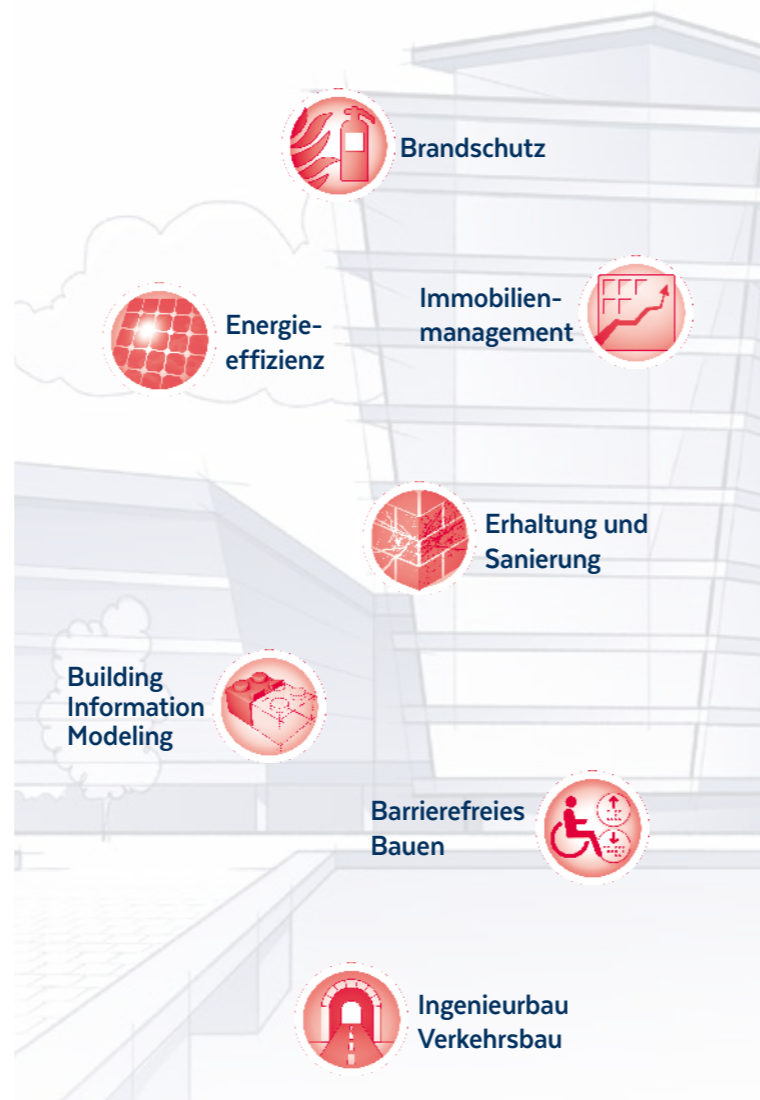 Brandschutz
Immobilien-
management
Energie-
effizienz
Erhaltung und
Sanierung
Building
Information
Modeling
Barrierefreies
Bauen
Ingenieurbau
Verkehrsbau